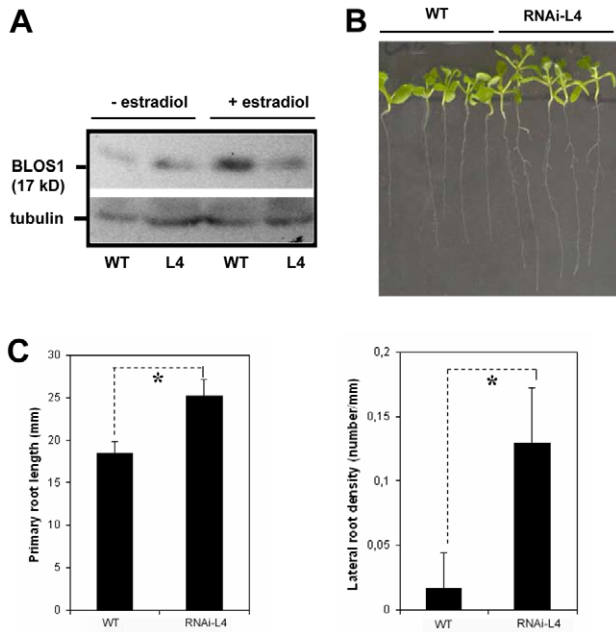 A
- estradiol + estradiol
BLOS1
(17 kD)
tubulin
WT L4 WT L4
B
WT RNAi-L4
C
Primary root length (mm)
30
25
20
15
10
5
0
*
WT RNAi-L4
Lateral root density (number/mm)
0,2
0,15
0,1
0,05
0
*
WT RNAi-L4